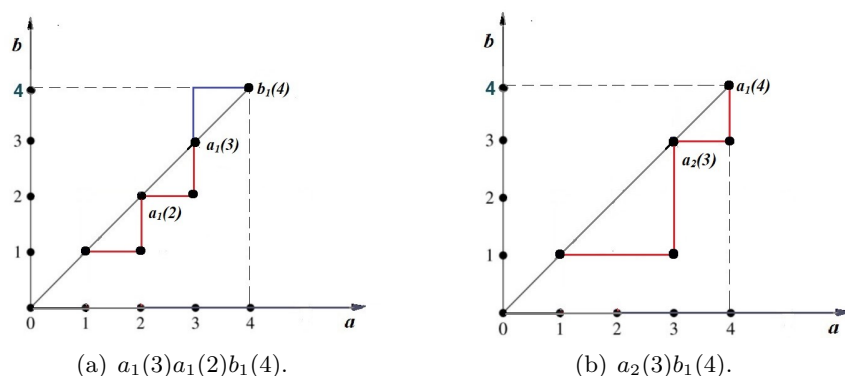 b
4
3
2
1
0
1
2
3
4
a
a₁(2)
a₁(3)
b₁(4)
(a) a₁(3)a₁(2)b₁(4).
b
4
3
2
1
0
1
2
3
4
a
a₂(3)
a₁(4)
(b) a₂(3)b₁(4).